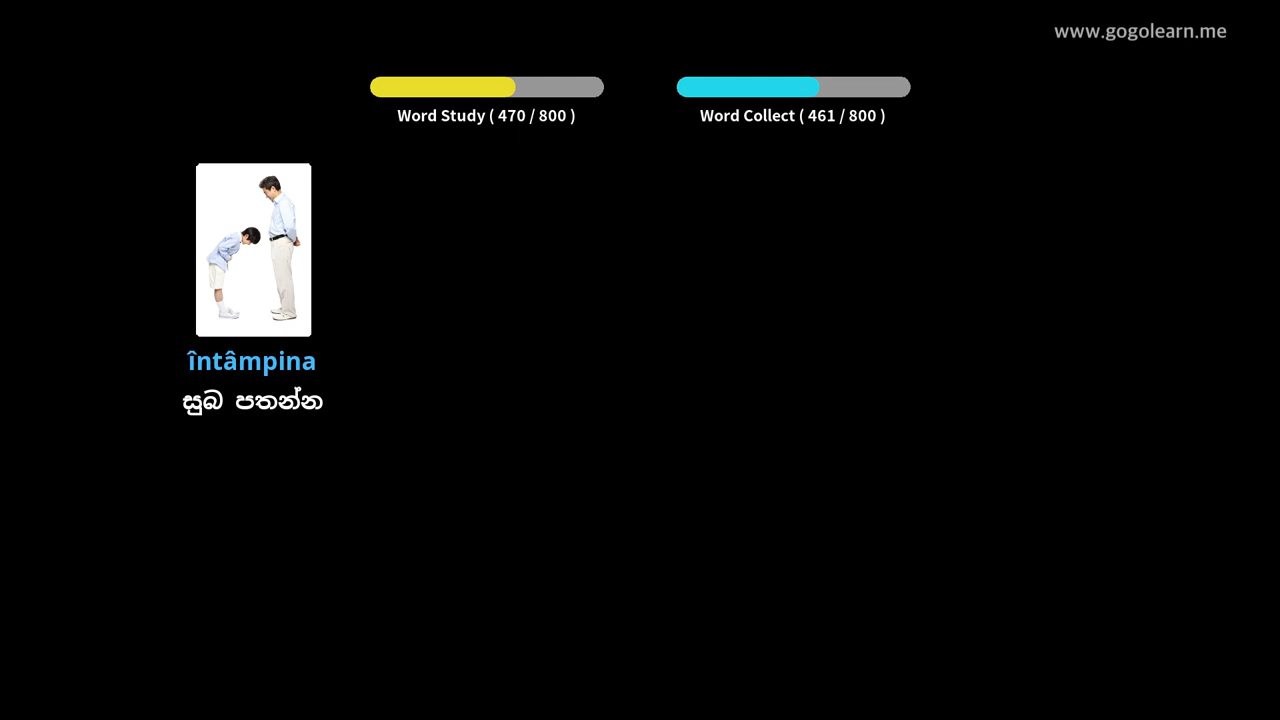 www.gogolearn.me
Word Study ( 470 / 800 )
Word Collect ( 461 / 800 )
întâmpina
සුබ පතන්න